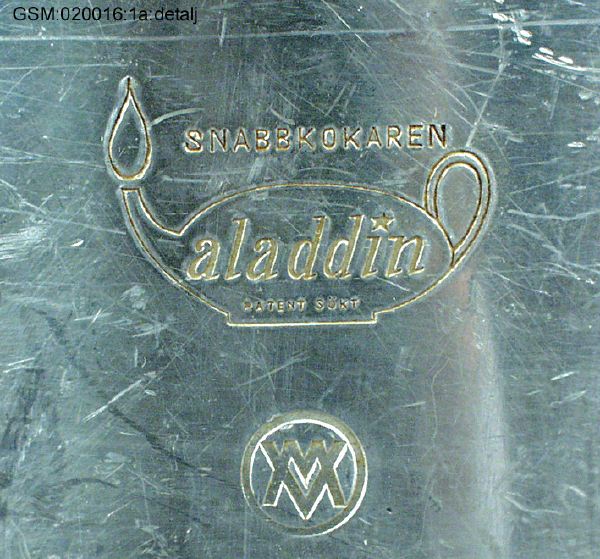 GSM:020016:1a:detalj
SNABBKOKAREN
aladdin
PATENT SÖKT